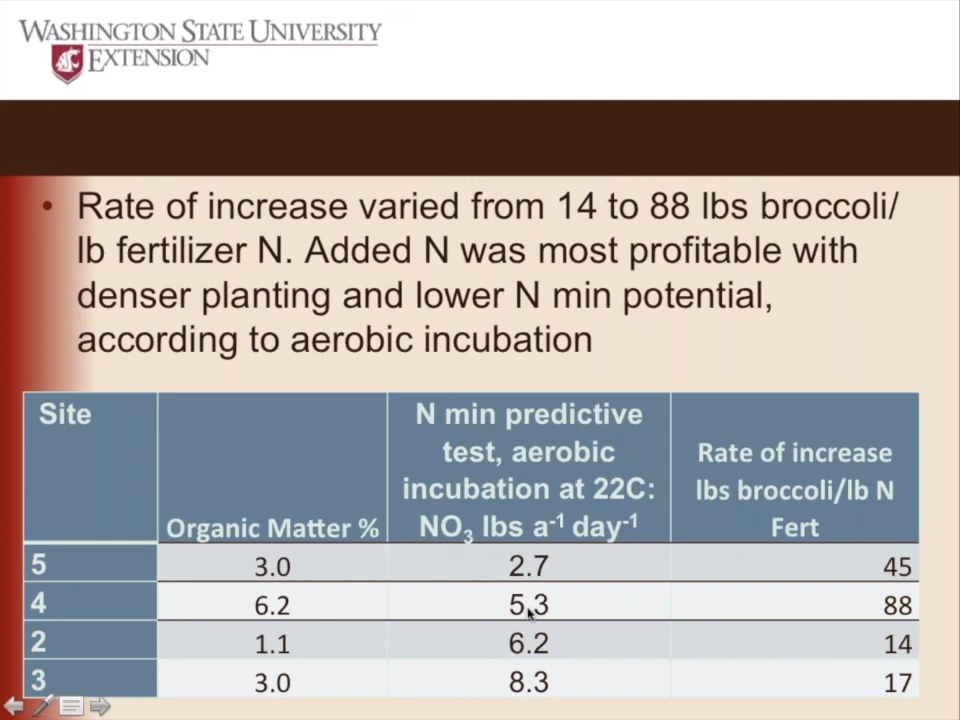 WASHINGTON STATE UNIVERSITY
EXTENSION
• Rate of increase varied from 14 to 88 lbs broccoli/
lb fertilizer N. Added N was most profitable with
denser planting and lower N min potential,
according to aerobic incubation
Site
Organic Matter %
N min predictive
test, aerobic
incubation at 22C:
NO₃ lbs a⁻¹ day⁻¹
Rate of increase
lbs broccoli/lb N
Fert
5 3.0 2.7 45
4 6.2 5.3 88
2 1.1 6.2 14
3 3.0 8.3 17